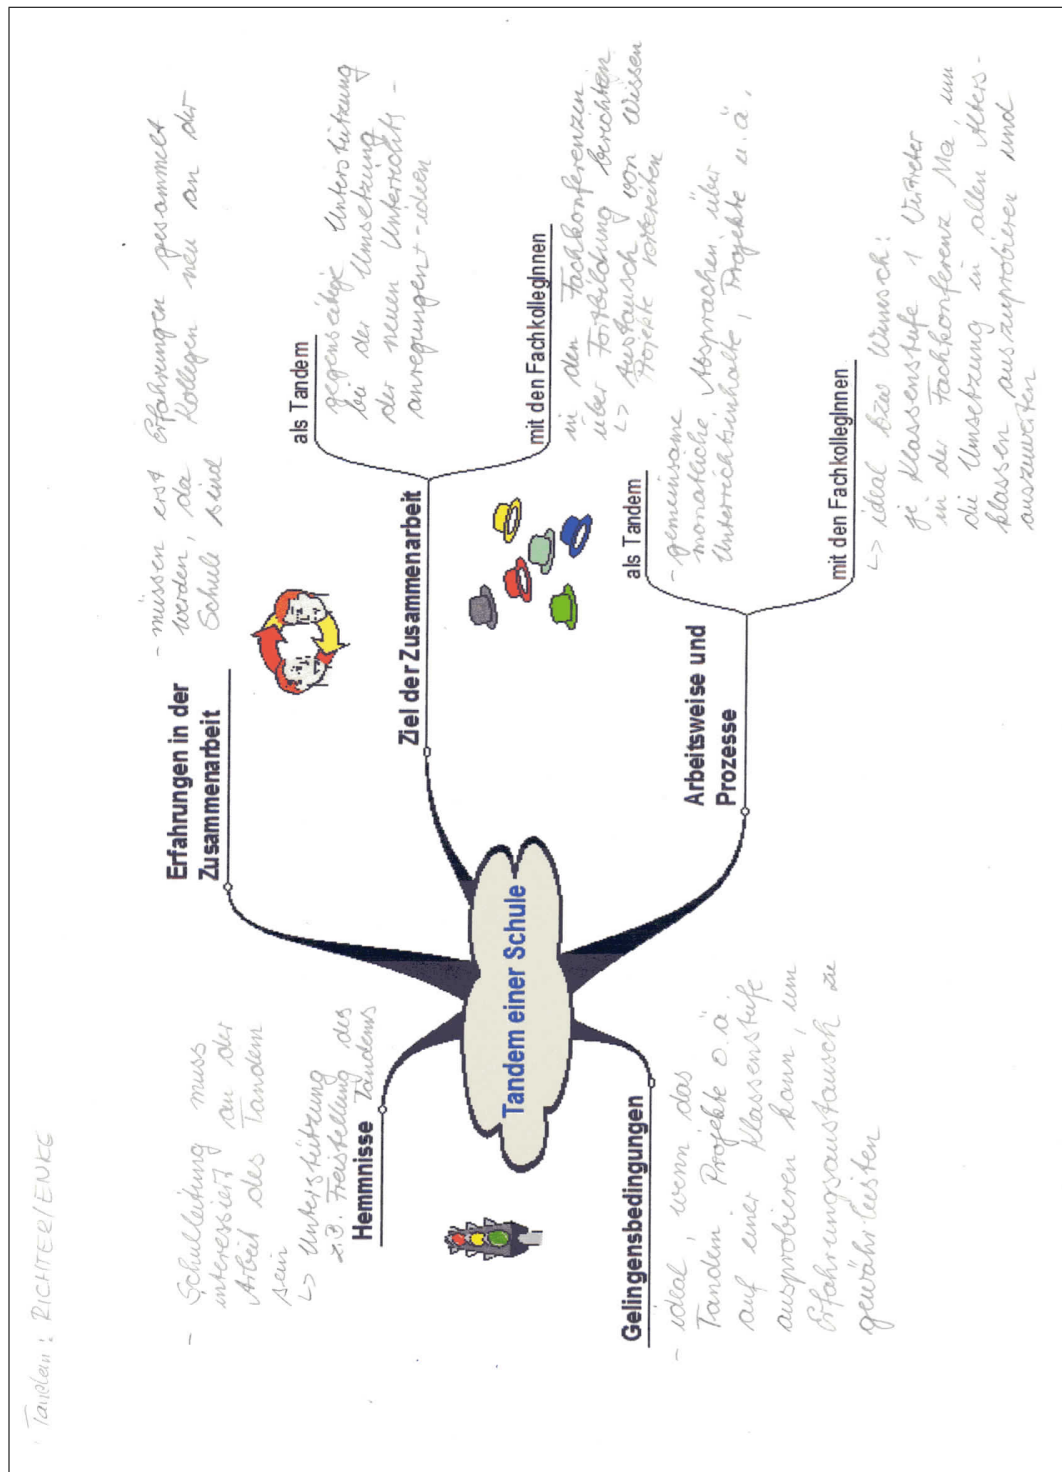 Tandem: RICHTER/ENKE
- Schulleitung muss
interessiert an der
Arbeit des Tandem
sein
↳ Unterstützung
z.B. Freistellung des
Tandems
Hemmnisse
Erfahrungen in der
Zusammenarbeit
- müssen erst Erfahrungen gesammelt
werden, da Kollegen neu an der
Schule sind
Ziel der Zusammenarbeit
als Tandem
gegenseitige Unterstützung
bei der Umsetzung
der neuen Unterrichts-
anregungen + -ideen
mit den FachkollegInnen
in den Fachkonferenzen
über Fortbildung berichten
↳ Austausch von Wissen
Projekte vorbereiten
Tandem einer Schule
Arbeitsweise und
Prozesse
als Tandem
- gemeinsame
monatliche Absprachen über
Unterrichtsinhalte, Projekte u.ä.
mit den FachkollegInnen
↳ ideal bzw Wunsch:
je Klassenstufe 1 Vertreter
in der Fachkonferenz Ma, um
die Umsetzung in allen Alters-
klassen auszuprobieren und
auszuwerten
Gelingensbedingungen
- ideal, wenn das
Tandem Projekte o.ä.
auf einer Klassenstufe
ausprobieren kann, um
Erfahrungsaustausch zu
gewährleisten